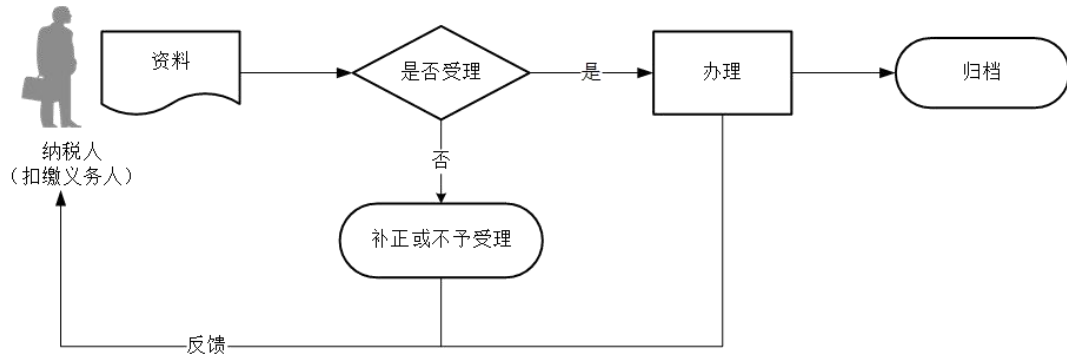 资料
是否受理
是
办理
归档
纳税人
（扣缴义务人）
否
补正或不予受理
反馈